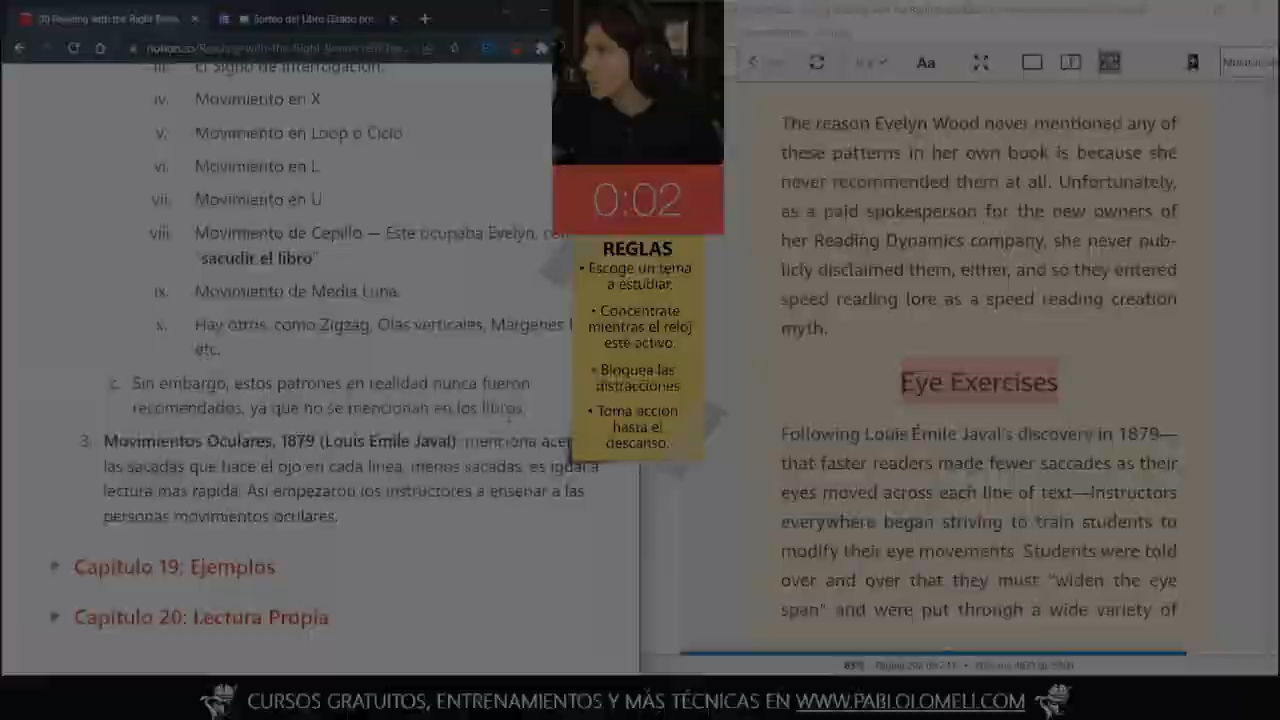 Reading with the Right
Sorteo del Libro
iii. El Signo de Interrogación.
iv. Movimiento en X
v. Movimiento en Loop o Ciclo
vi. Movimiento en L
vii. Movimiento en U
viii. Movimiento de Cepillo — Este ocupaba Evelyn,
"sacudir el libro"
ix. Movimiento de Media Luna.
x. Hay otros, como Zigzag, Olas verticales, Margenes
etc.
c. Sin embargo, estos patrones en realidad nunca fueron
recomendados, ya que no se mencionan en los libros.
3. Movimientos Oculares, 1879 (Louis Emile Javal): menciona
las sacadas que hace el ojo en cada linea, menos sacadas, es igual a
lectura mas rapida. Asi empezaron los instructores a enseñar a las
personas movimientos oculares.
Capitulo 19: Ejemplos
Capitulo 20: Lectura Propia
0:02
REGLAS
• Escoge un tema
a estudiar.
• Concentrate
mientras el reloj
este activo.
• Bloquea las
distracciones
• Toma accion
hasta el
descanso.
Aa
The reason Evelyn Wood never mentioned any of
these patterns in her own book is because she
never recommended them at all. Unfortunately,
as a paid spokesperson for the new owners of
her Reading Dynamics company, she never pub-
licly disclaimed them, either, and so they entered
speed reading lore as a speed reading creation
myth.
Eye Exercises
Following Louis Émile Javal's discovery in 1879—
that faster readers made fewer saccades as their
eyes moved across each line of text—instructors
everywhere began striving to train students to
modify their eye movements. Students were told
over and over that they must "widen the eye
span" and were put through a wide variety of
CURSOS GRATUITOS, ENTRENAMIENTOS Y MÁS TÉCNICAS EN WWW.PABLOLOMELI.COM